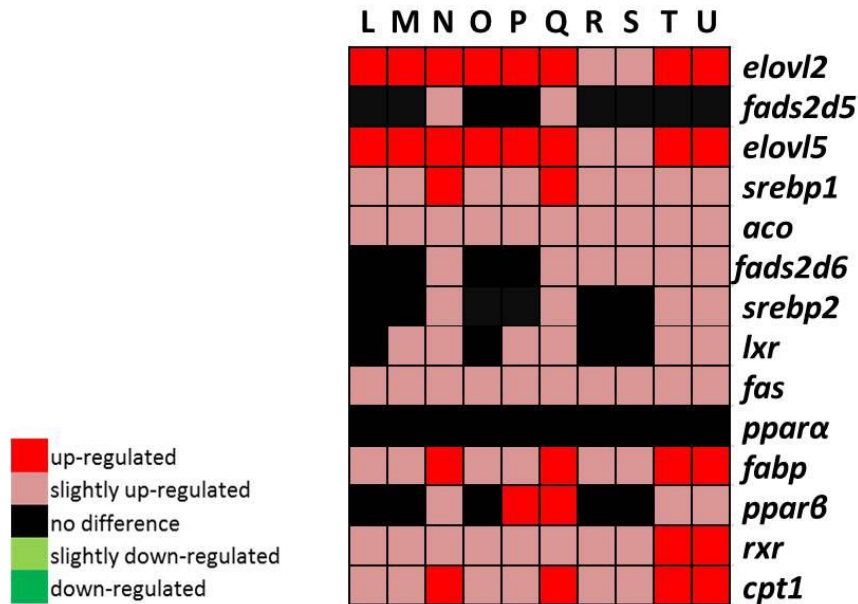 L M N O P Q R S T U
elovl2
fads2d5
elovl5
srebp1
aco
fads2d6
srebp2
lxr
fas
pparα
fabp
pparβ
rxr
cpt1
up-regulated
slightly up-regulated
no difference
slightly down-regulated
down-regulated